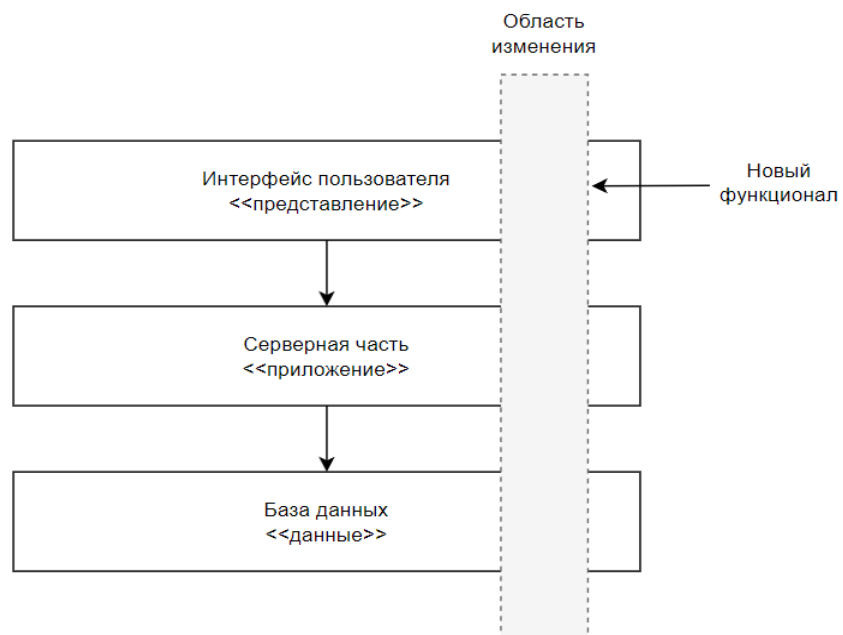 Область
изменения
Интерфейс пользователя
<<представление>>
Новый
функционал
Серверная часть
<<приложение>>
База данных
<<данные>>